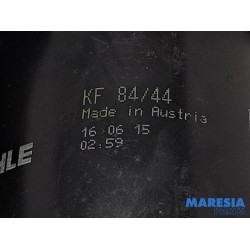 KF 84/44
Made in Austria
16 06 15
HLE
02:59
MARESIA